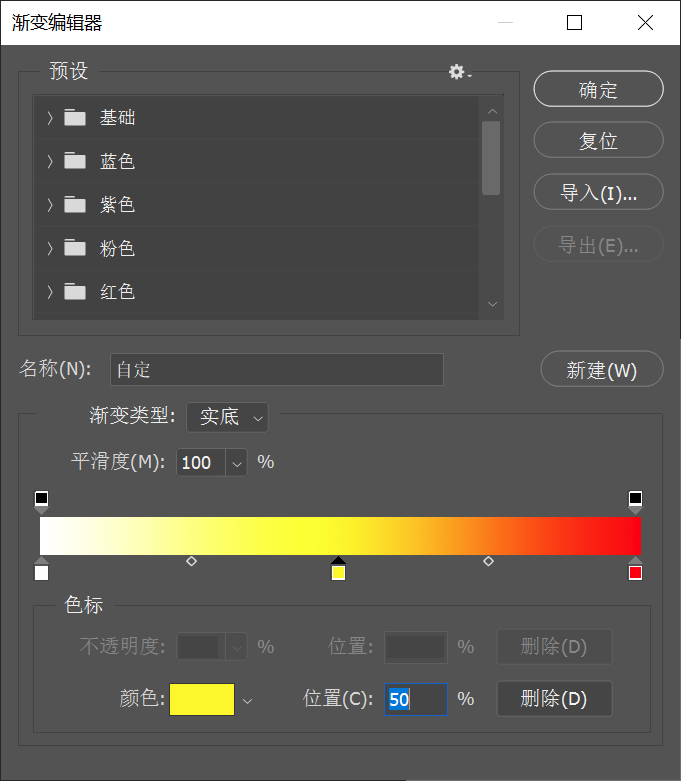 渐变编辑器
预设
基础
蓝色
紫色
粉色
红色
确定
复位
导入(I)...
导出(E)...
名称(N): 自定
新建(W)
渐变类型: 实底
平滑度(M): 100 %
色标
不透明度: % 位置: % 删除(D)
颜色: 位置(C): 50 % 删除(D)